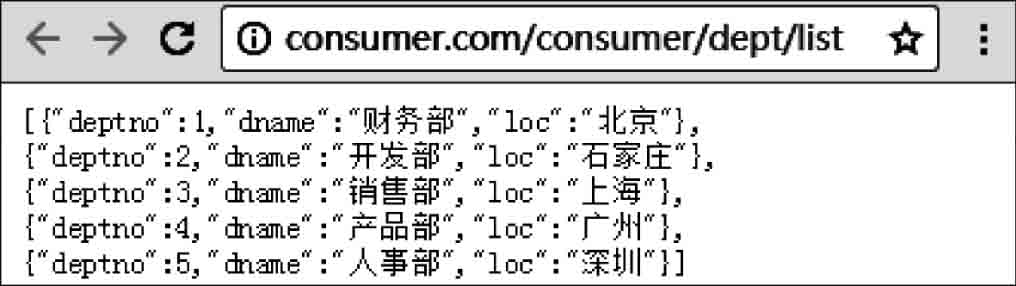 consumer.com/consumer/dept/list
[{"deptno":1,"dname":"财务部","loc":"北京"},
{"deptno":2,"dname":"开发部","loc":"石家庄"},
{"deptno":3,"dname":"销售部","loc":"上海"},
{"deptno":4,"dname":"产品部","loc":"广州"},
{"deptno":5,"dname":"人事部","loc":"深圳"}]